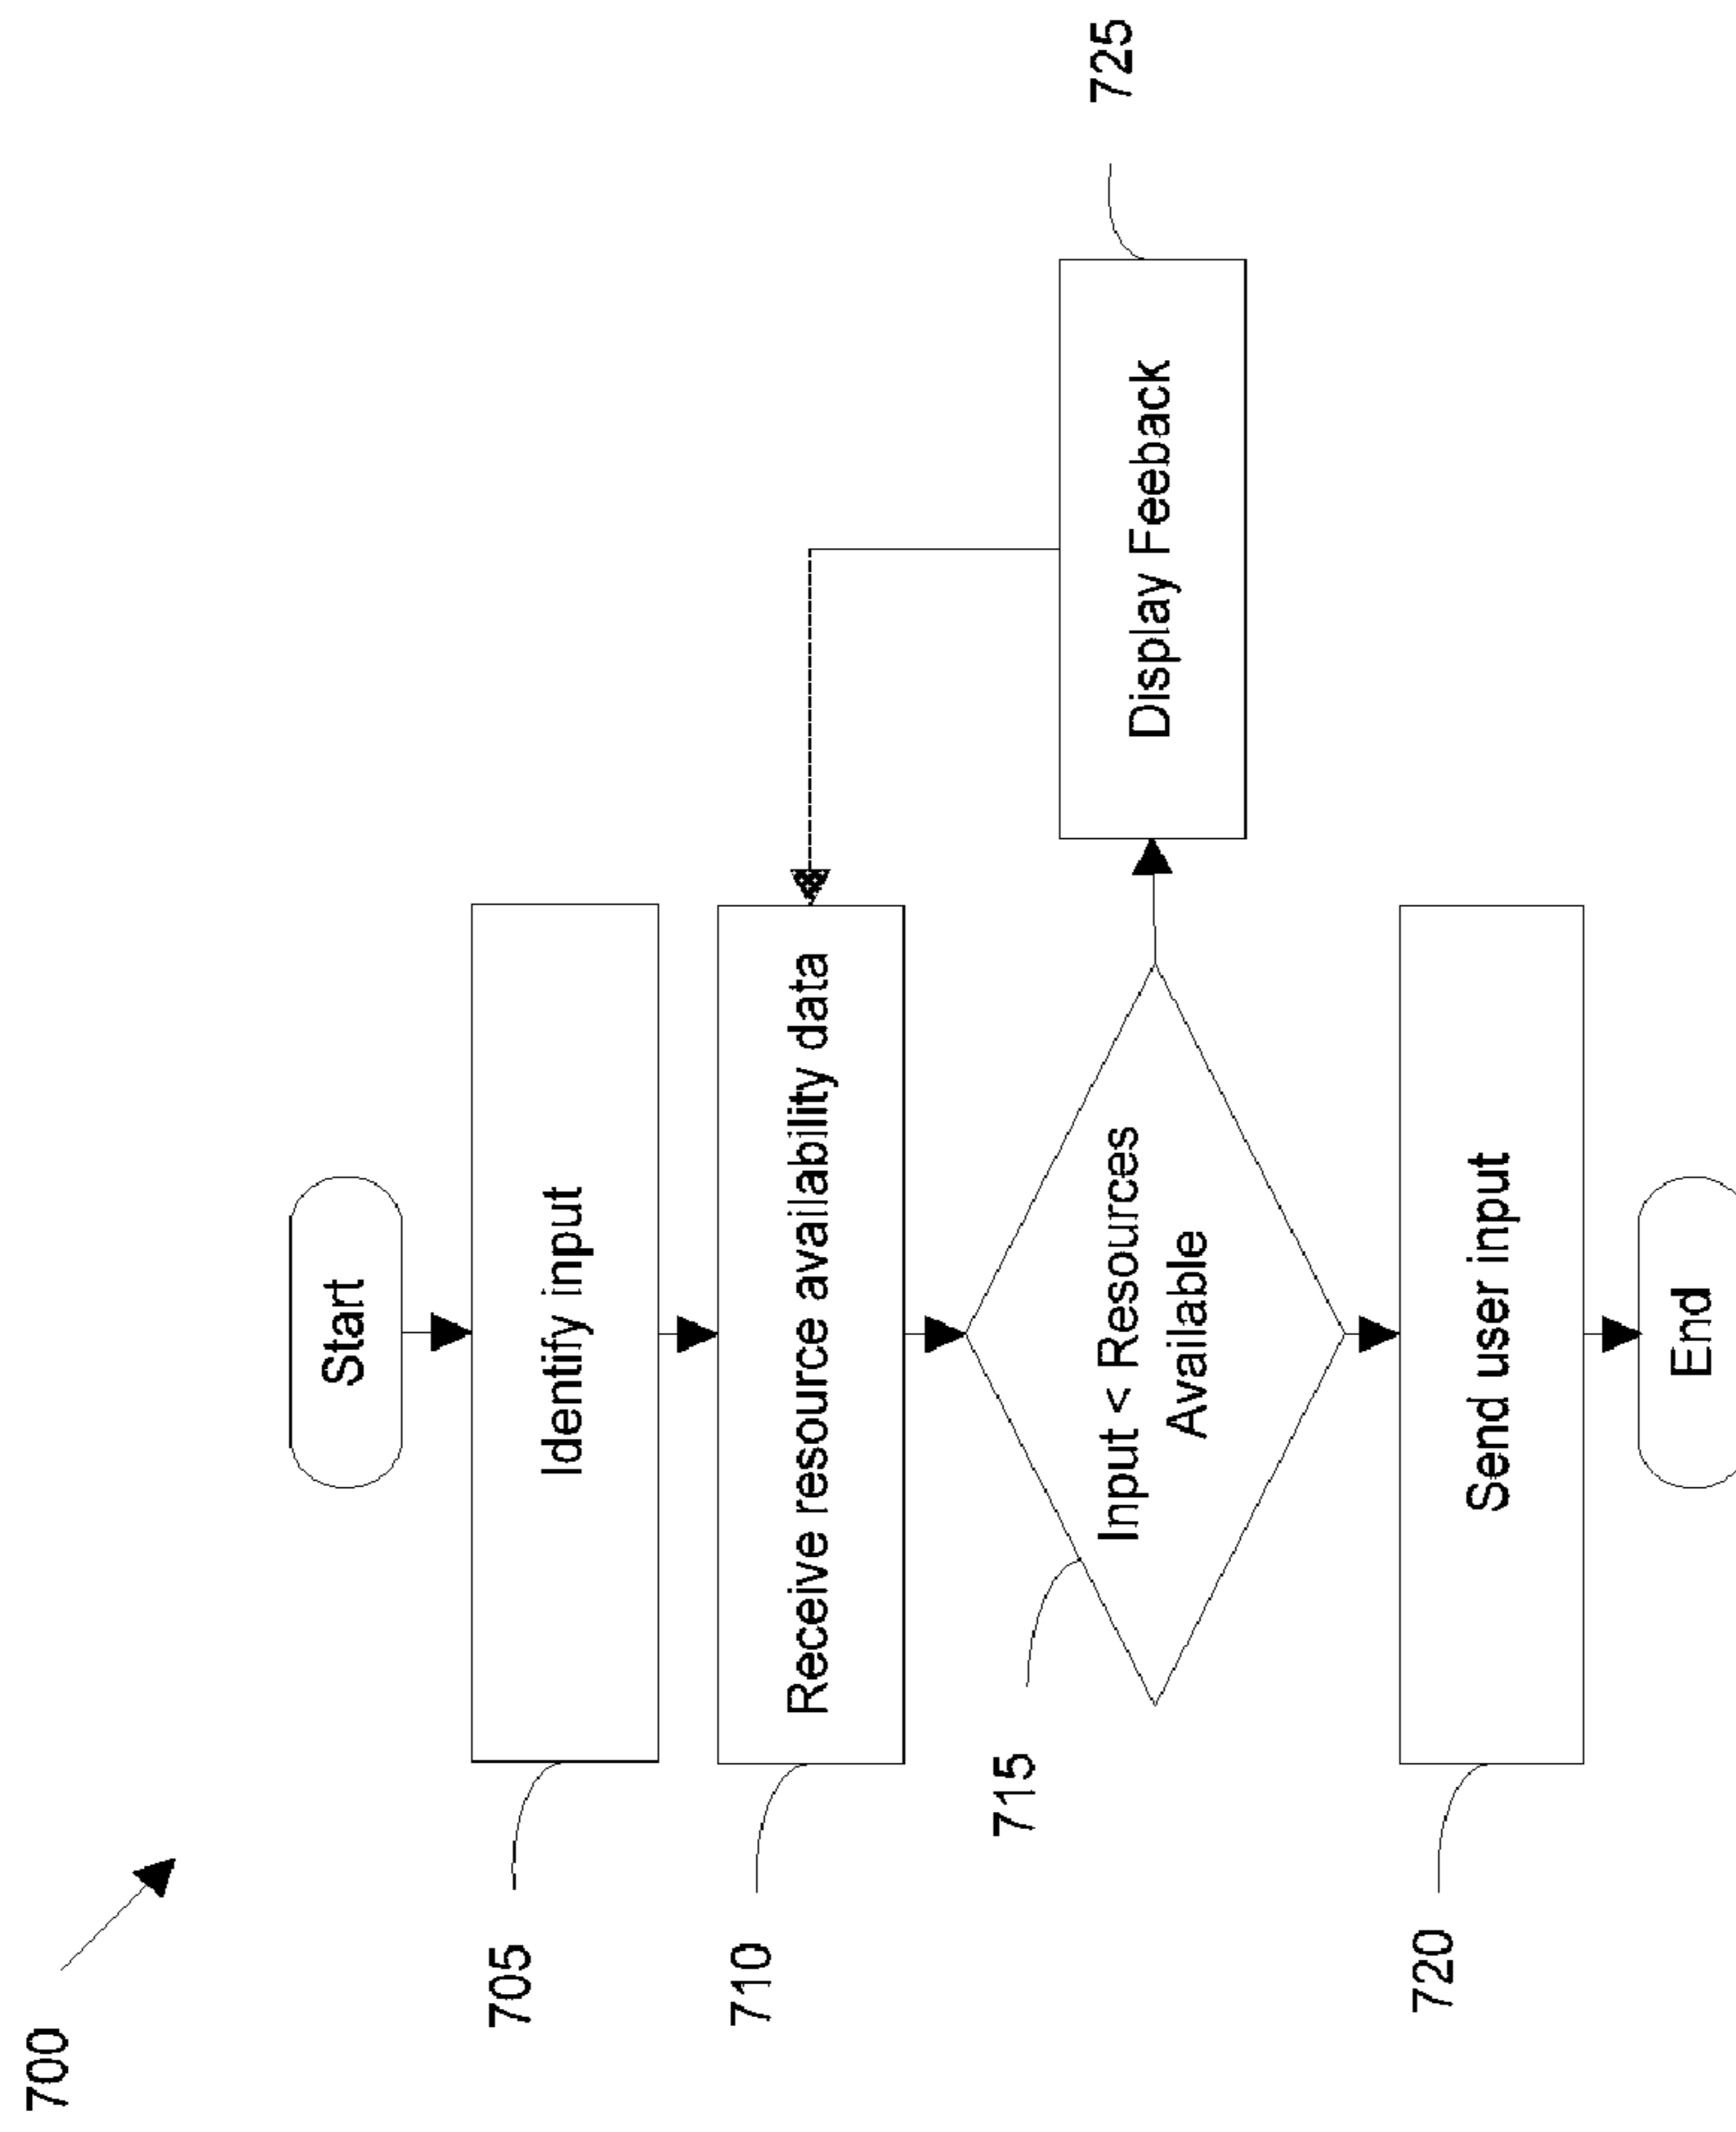 700
Start
705
Identify input
710
Receive resource availability data
715
Input < Resources
Available
725
Display Feeback
720
Send user input
End